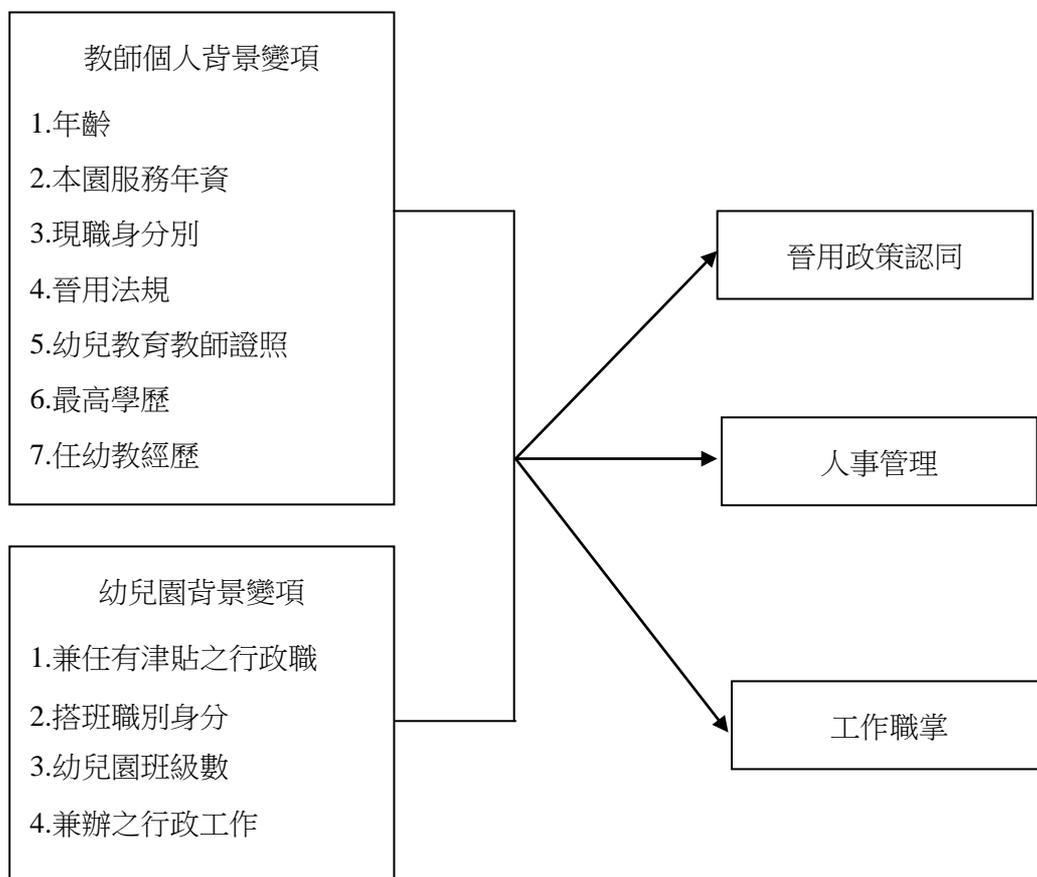 教師個人背景變項
1.年齡
2.本園服務年資
3.現職身分別
4.晉用法規
5.幼兒教育教師證照
6.最高學歷
7.任幼教經歷
幼兒園背景變項
1.兼任有津貼之行政職
2.搭班職別身分
3.幼兒園班級數
4.兼辦之行政工作
晉用政策認同
人事管理
工作職掌